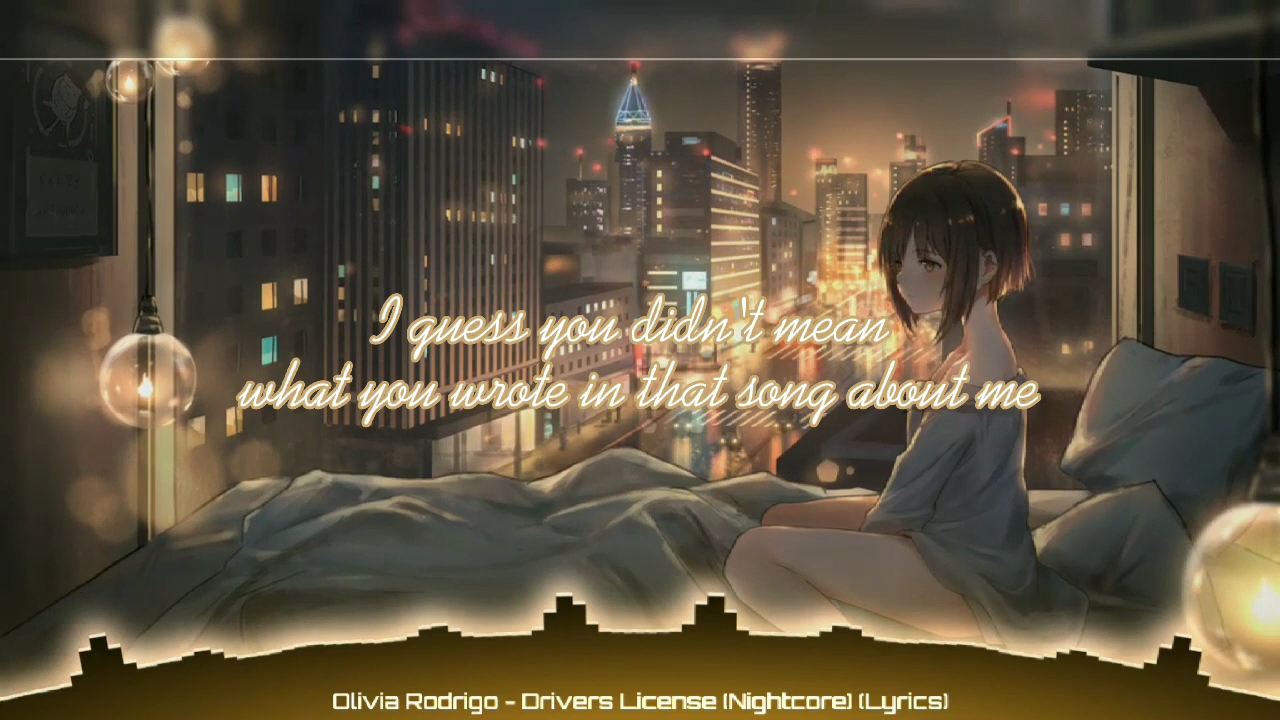 I guess you didn't mean
what you wrote in that song about me
Olivia Rodrigo - Drivers License (Nightcore) (Lyrics)